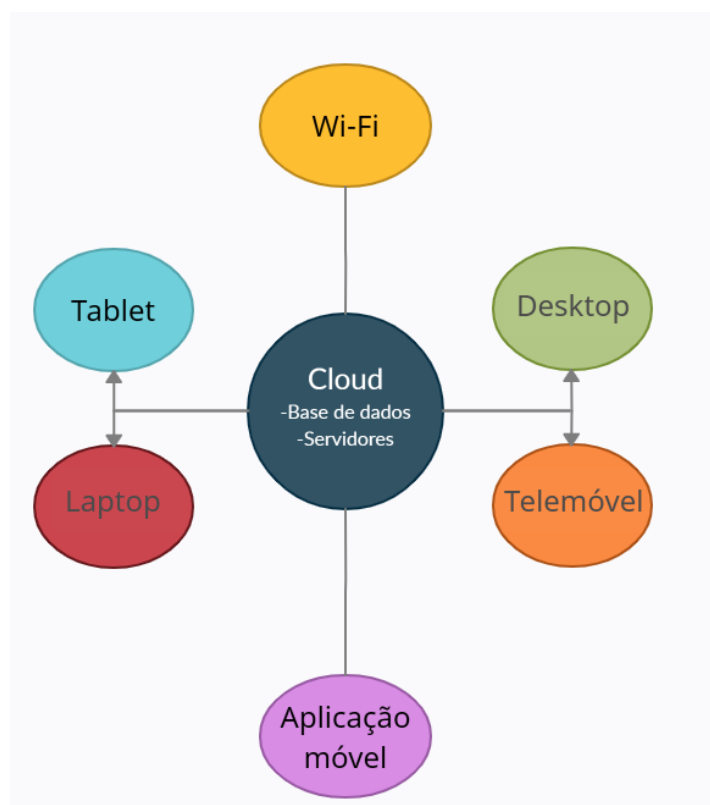 Wi-Fi
Tablet
Desktop
Cloud
-Base de dados
-Servidores
Laptop
Telemóvel
Aplicação
móvel